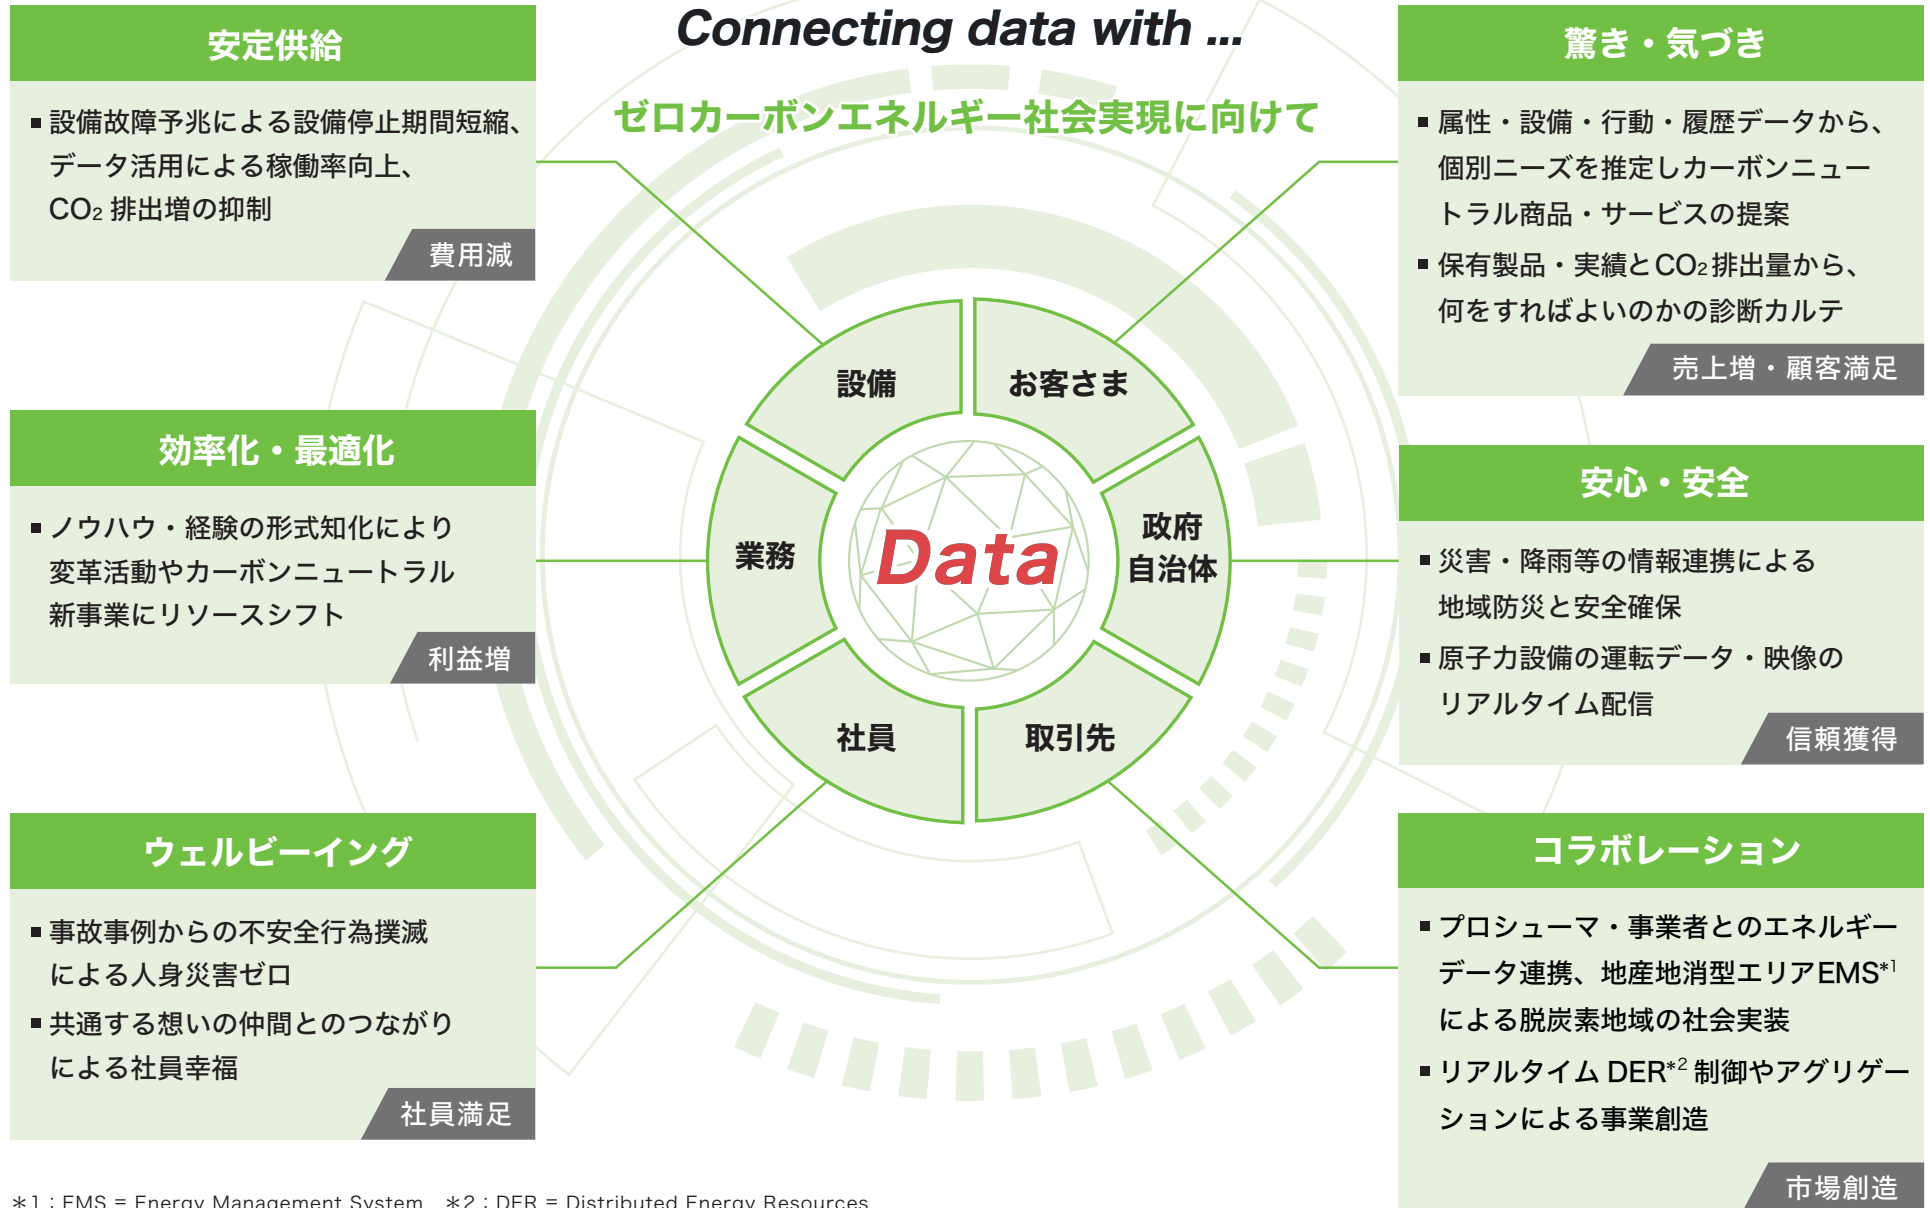 Connecting data with ...
ゼロカーボンエネルギー社会実現に向けて
安定供給
▪設備故障予兆による設備停止期間短縮、
データ活用による稼働率向上、
CO₂ 排出増の抑制
費用減
効率化・最適化
▪ノウハウ・経験の形式知化により
変革活動やカーボンニュートラル
新事業にリソースシフト
利益増
ウェルビーイング
▪事故事例からの不安全行為撲滅
による人身災害ゼロ
▪共通する想いの仲間とのつながり
による社員幸福
社員満足
設備
お客さま
業務
Data
政府
自治体
社員
取引先
驚き・気づき
▪属性・設備・行動・履歴データから、
個別ニーズを推定しカーボンニュー
トラル商品・サービスの提案
▪保有製品・実績とCO₂排出量から、
何をすればよいのかの診断カルテ
売上増・顧客満足
安心・安全
▪災害・降雨等の情報連携による
地域防災と安全確保
▪原子力設備の運転データ・映像の
リアルタイム配信
信頼獲得
コラボレーション
▪プロシューマ・事業者とのエネルギー
データ連携、地産地消型エリアEMS*1
による脱炭素地域の社会実装
▪リアルタイム DER*2 制御やアグリゲー
ションによる事業創造
市場創造
＊1：EMS = Energy Management System　＊2：DER = Distributed Energy Resources